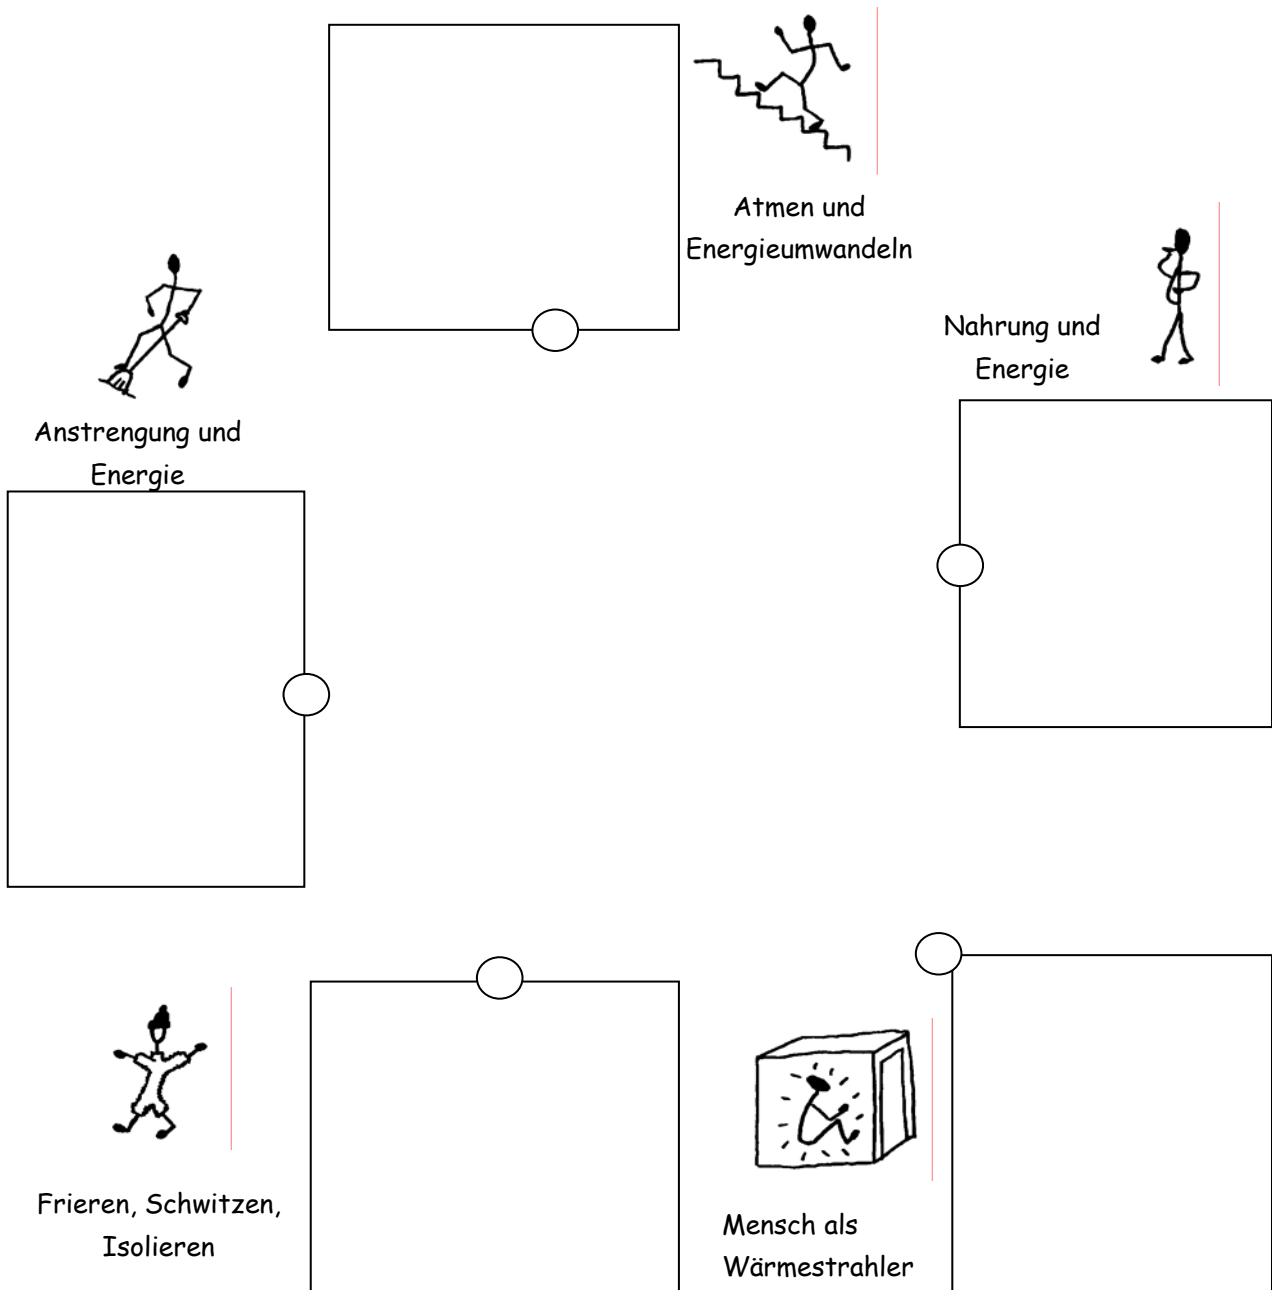 Atmen und
Energieumwandeln
Nahrung und
Energie
Anstrengung und
Energie
Frieren, Schwitzen,
Isolieren
Mensch als
Wärmestrahler